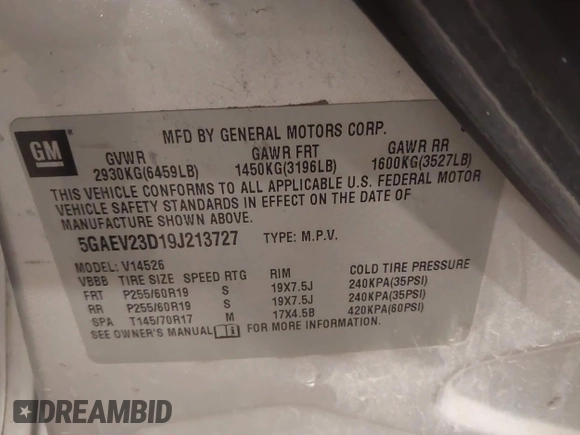 GM
MFD BY GENERAL MOTORS CORP.
GVWR GAWR FRT GAWR RR
2930KG(6459LB) 1450KG(3196LB) 1600KG(3527LB)
THIS VEHICLE CONFORMS TO ALL APPLICABLE U.S. FEDERAL MOTOR
VEHICLE SAFETY STANDARDS IN EFFECT ON THE DATE OF
MANUFACTURE SHOWN ABOVE.
5GAEV23D19J213727 TYPE: M.P.V.
MODEL: V14526
VBBB TIRE SIZE SPEED RTG RIM COLD TIRE PRESSURE
FRT P255/60R19 S 19X7.5J 240KPA(35PSI)
RR P255/60R19 S 19X7.5J 240KPA(35PSI)
SPA T145/70R17 M 17X4.5B 420KPA(60PSI)
SEE OWNER'S MANUAL FOR ADDITIONAL INFORMATION.
DREAMBID